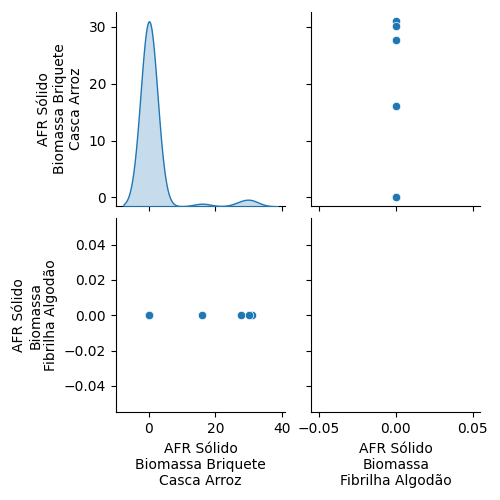 30
20
10
0
AFR Sólido
Biomassa Briquete
Casca Arroz
0.04
0.02
0.00
−0.02
−0.04
AFR Sólido
Biomassa
Fibrilha Algodão
0
20
40
AFR Sólido
Biomassa Briquete
Casca Arroz
−0.05
0.00
0.05
AFR Sólido
Biomassa
Fibrilha Algodão